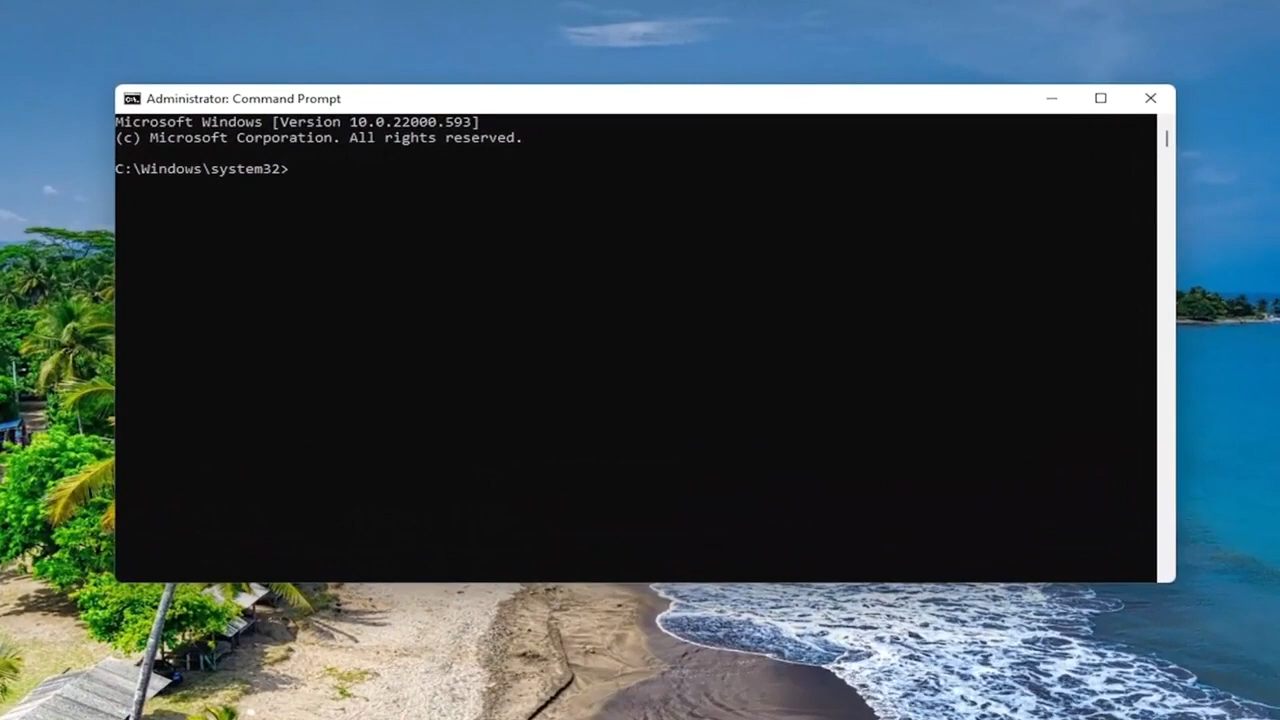 Administrator: Command Prompt
Microsoft Windows [Version 10.0.22000.593]
(c) Microsoft Corporation. All rights reserved.
C:\Windows\system32>